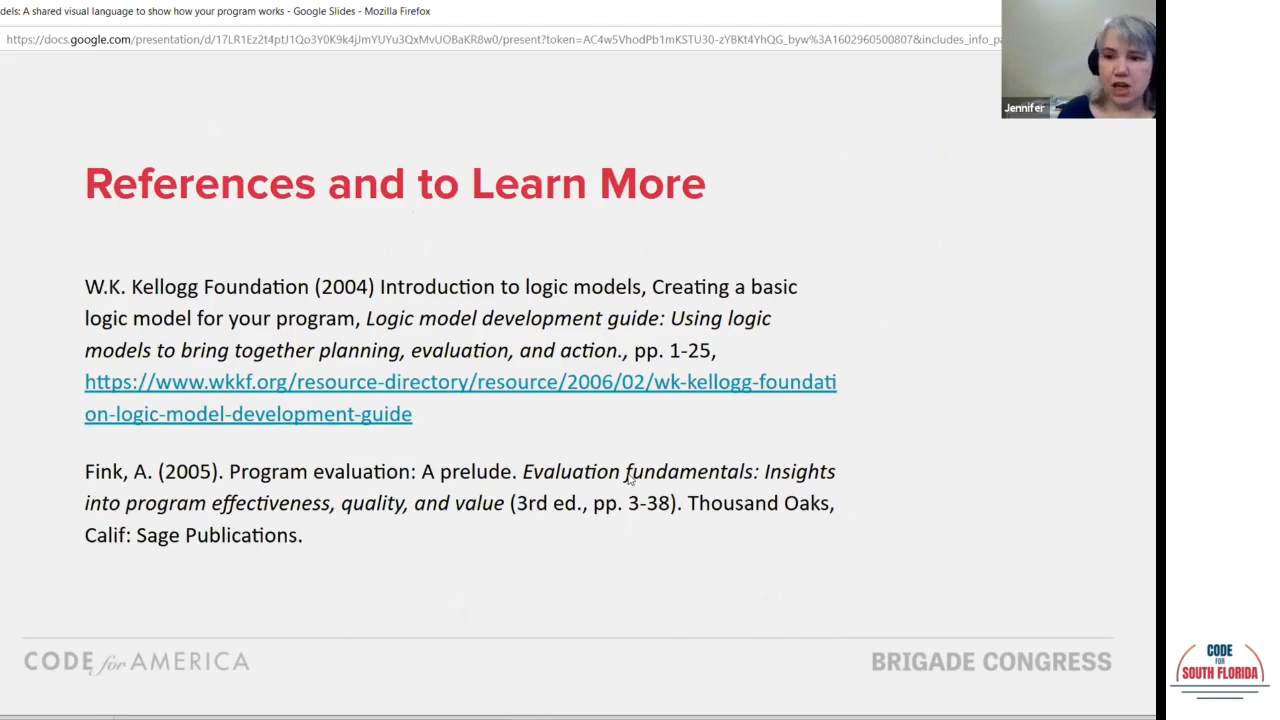 dels: A shared visual language to show how your program works - Google Slides - Mozilla Firefox
https://docs.google.com/presentation/d/17LR1Ez2t4ptJ1Qo3Y0K9k4jJmYUYu3QxMvUOBaKR8w0/present?token=AC4w5VhodPb1mKSTU30-zYBKt4YhQG_byw%3A1602960500807&includes_info_pa
Jennifer
References and to Learn More
W.K. Kellogg Foundation (2004) Introduction to logic models, Creating a basic
logic model for your program, Logic model development guide: Using logic
models to bring together planning, evaluation, and action., pp. 1-25,
https://www.wkkf.org/resource-directory/resource/2006/02/wk-kellogg-foundati
on-logic-model-development-guide
Fink, A. (2005). Program evaluation: A prelude. Evaluation fundamentals: Insights
into program effectiveness, quality, and value (3rd ed., pp. 3-38). Thousand Oaks,
Calif: Sage Publications.
CODE for AMERICA
BRIGADE CONGRESS
CODE
FOR
SOUTH FLORIDA